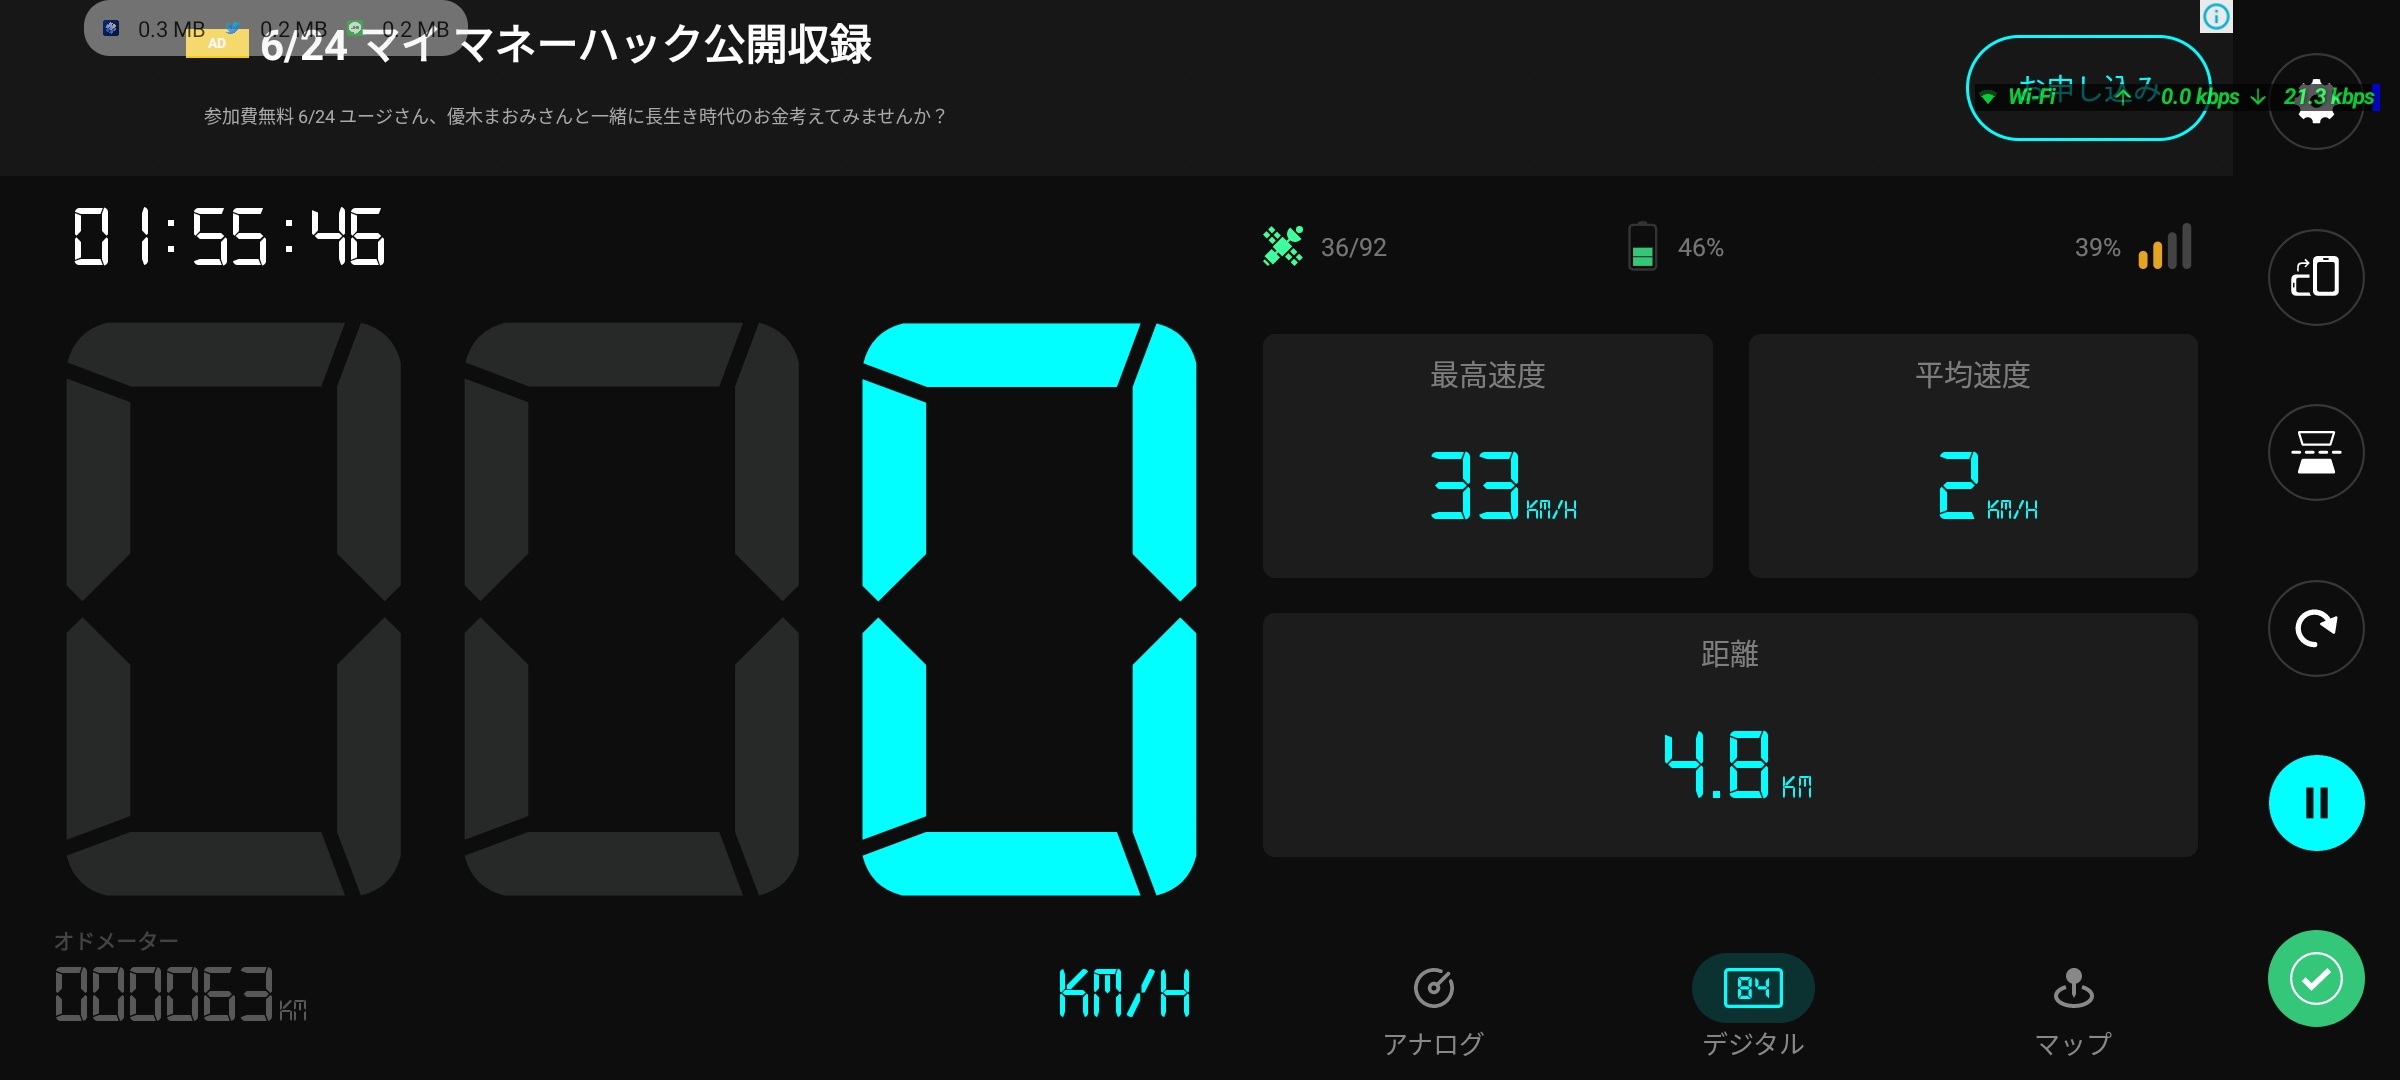 0.3 MB 0.2 MB 0.2 MB
AD 6/24 マイ マネーハック公開収録
参加費無料 6/24 ユージさん、優木まおみさんと一緒に長生き時代のお金考えてみませんか？
お申し込み
Wi-Fi ↑ 0.0 kbps ↓ 21.3 kbps
01:55:46
36/92
46%
39%
0
KM/H
最高速度
33 KM/H
平均速度
2 KM/H
距離
4.8 KM
オドメーター
000063 KM
アナログ
84
デジタル
マップ